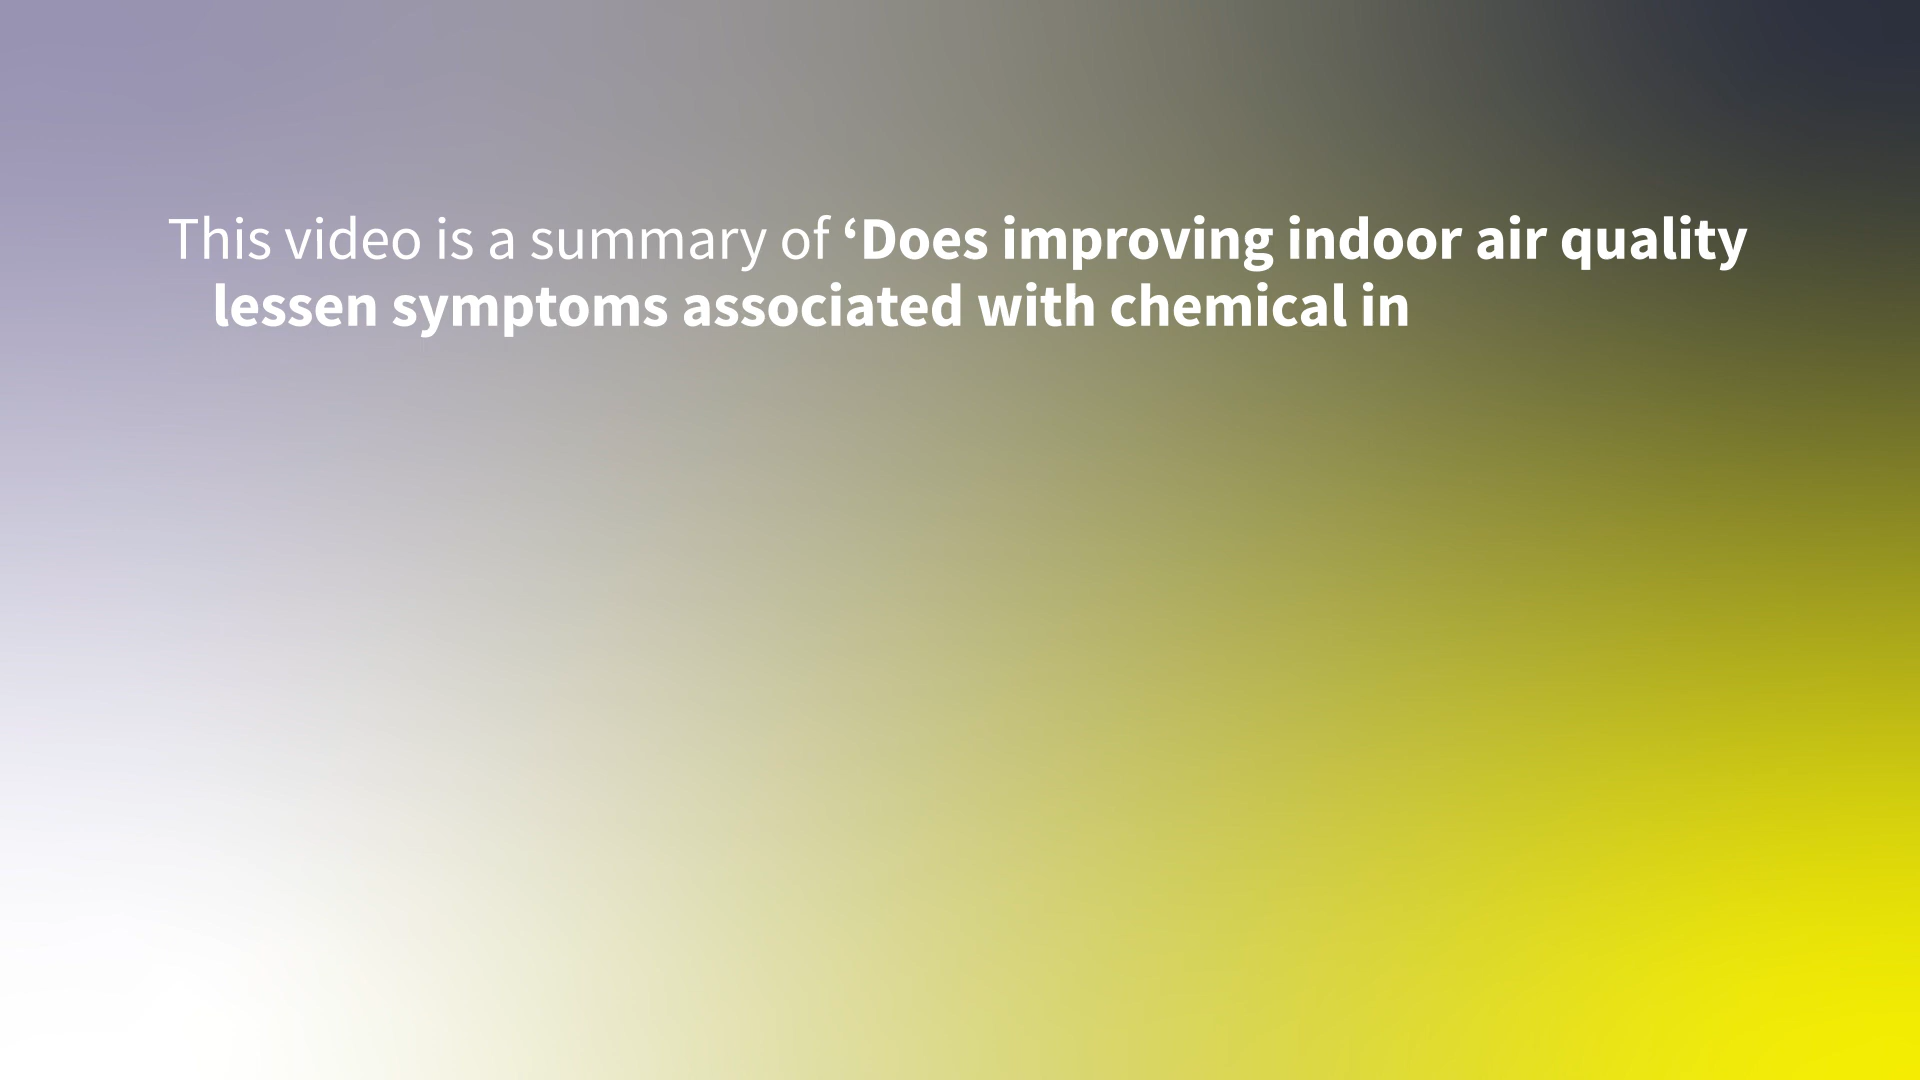 This video is a summary of ‘Does improving indoor air quality
lessen symptoms associated with chemical in